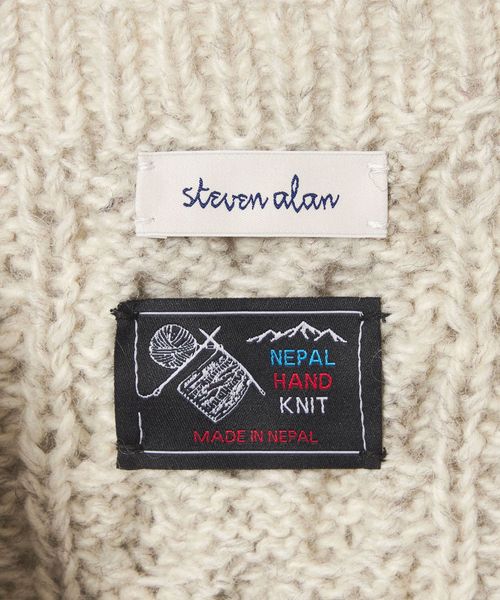 steven alan
NEPAL
HAND
KNIT
MADE IN NEPAL